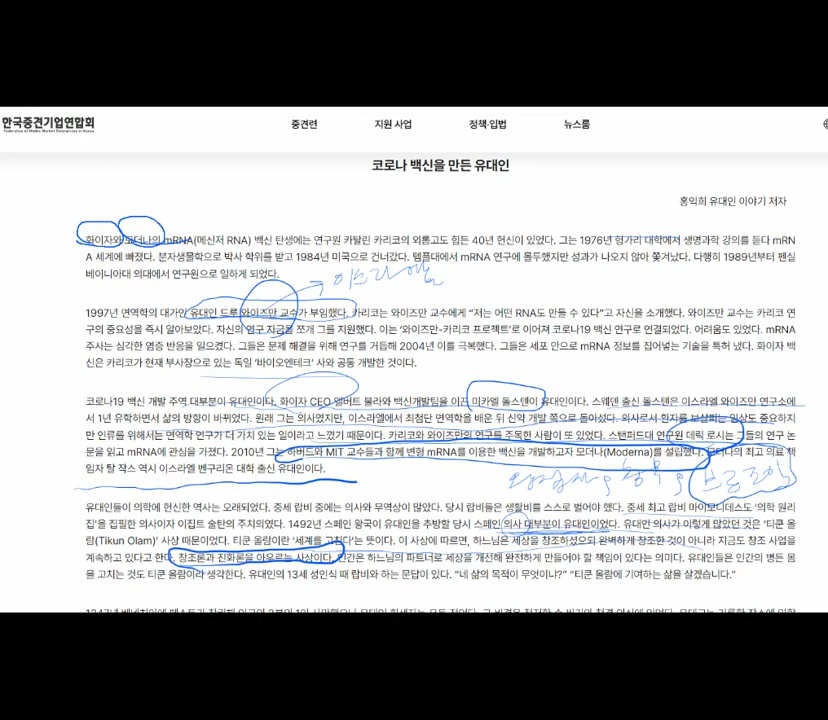 한국중견기업연합회
Federation of Middle Market Enterprises of Korea
중견련 지원 사업 정책·입법 뉴스룸
코로나 백신을 만든 유대인
홍익희 유대인 이야기 저자
화이자와 모더나의 mRNA(메신저 RNA) 백신 탄생에는 연구원 카탈린 카리코의 외롭고도 힘든 40년 헌신이 있었다. 그는 1976년 헝가리 대학에서 생명과학 강의를 듣다 mRN
A 세계에 빠졌다. 분자생물학으로 박사 학위를 받고 1984년 미국으로 건너갔다. 템플대에서 mRNA 연구에 몰두했지만 성과가 나오지 않아 쫓겨났다. 다행히 1989년부터 펜실
베이니아대 의대에서 연구원으로 일하게 되었다.
이스라엘
1997년 면역학의 대가인 유대인 드루 와이즈만 교수가 부임했다. 카리코는 와이즈만 교수에게 “저는 어떤 RNA도 만들 수 있다”고 자신을 소개했다. 와이즈만 교수는 카리코 연
구의 중요성을 즉시 알아보았다. 자신의 연구 자금을 쪼개 그를 지원했다. 이는 ‘와이즈만-카리코 프로젝트’로 이어져 코로나19 백신 연구로 연결되었다. 어려움도 있었다. mRNA
주사는 심각한 염증 반응을 일으켰다. 그들은 문제 해결을 위해 연구를 거듭해 2004년 이를 극복했다. 그들은 세포 안으로 mRNA 정보를 집어넣는 기술을 특허 냈다. 화이자 백
신은 카리코가 현재 부사장으로 있는 독일 ‘바이오엔테크’ 사와 공동 개발한 것이다.
코로나19 백신 개발 주역 대부분이 유대인이다. 화이자 CEO 앨버트 불라와 백신개발팀을 이끈 미카엘 돌스텐이 유대인이다. 스웨덴 출신 돌스텐은 이스라엘 와이즈만 연구소에
서 1년 유학하면서 삶의 방향이 바뀌었다. 원래 그는 의사였지만, 이스라엘에서 최첨단 면역학을 배운 뒤 신약 개발 쪽으로 돌아섰다. 의사로서 환자를 보살피는 일상도 중요하지
만 인류를 위해서는 면역학 연구가 더 가치 있는 일이라고 느꼈기 때문이다. 카리코와 와이즈만의 연구를 주목한 사람이 또 있었다. 스탠퍼드대 연구원 데릭 로시는 그들의 연구 논
문을 읽고 mRNA에 관심을 가졌다. 2010년 그는 하버드와 MIT 교수들과 함께 변형 mRNA를 이용한 백신을 개발하고자 모더나(Moderna)를 설립했다. 모더나의 최고 의료 책
임자 탈 작스 역시 이스라엘 벤구리온 대학 출신 유대인이다.
유대인들이 의학에 헌신한 역사는 오래되었다. 중세 랍비 중에는 의사와 무역상이 많았다. 당시 랍비들은 생활비를 스스로 벌어야 했다. 중세 최고 랍비 마이모니데스도 ‘의학 원리
집’을 집필한 의사이자 이집트 술탄의 주치의였다. 1492년 스페인 왕국이 유대인을 추방할 당시 스페인 의사 대부분이 유대인이었다. 유대인 의사가 이렇게 많았던 것은 ‘티쿤 올
람(Tikun Olam)’ 사상 때문이었다. 티쿤 올람이란 ‘세계를 고친다’는 뜻이다. 이 사상에 따르면, 하느님은 세상을 창조하셨으되 완벽하게 창조한 것이 아니라 지금도 창조 사업을
계속하고 있다고 한다. 창조론과 진화론을 아우르는 사상이다. 인간은 하느님의 파트너로 세상을 개선해 완전하게 만들어야 할 책임이 있다는 의미다. 유대인들은 인간의 병든 몸
을 고치는 것도 티쿤 올람이라 생각한다. 유대인의 13세 성인식 때 랍비와 하는 문답이 있다. “네 삶의 목적이 무엇이냐?” “티쿤 올람에 기여하는 삶을 살겠습니다.”